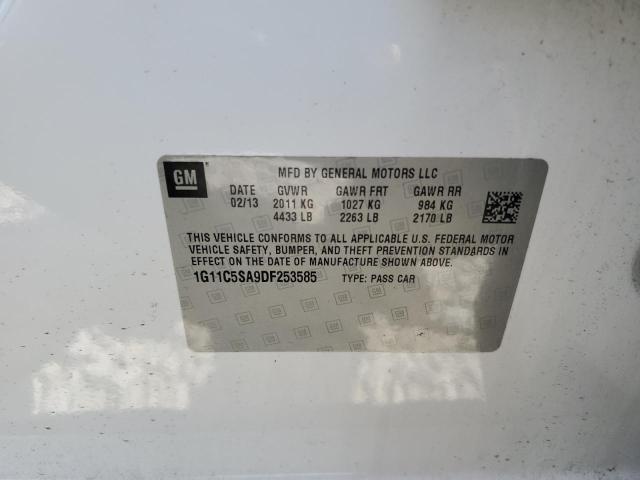 GM
MFD BY GENERAL MOTORS LLC
DATE GVWR GAWR FRT GAWR RR
02/13 2011 KG 1027 KG 984 KG
4433 LB 2263 LB 2170 LB
THIS VEHICLE CONFORMS TO ALL APPLICABLE U.S. FEDERAL MOTOR
VEHICLE SAFETY, BUMPER, AND THEFT PREVENTION STANDARDS IN
EFFECT ON THE DATE OF MANUFACTURE SHOWN ABOVE.
1G11C5SA9DF253585 TYPE: PASS CAR